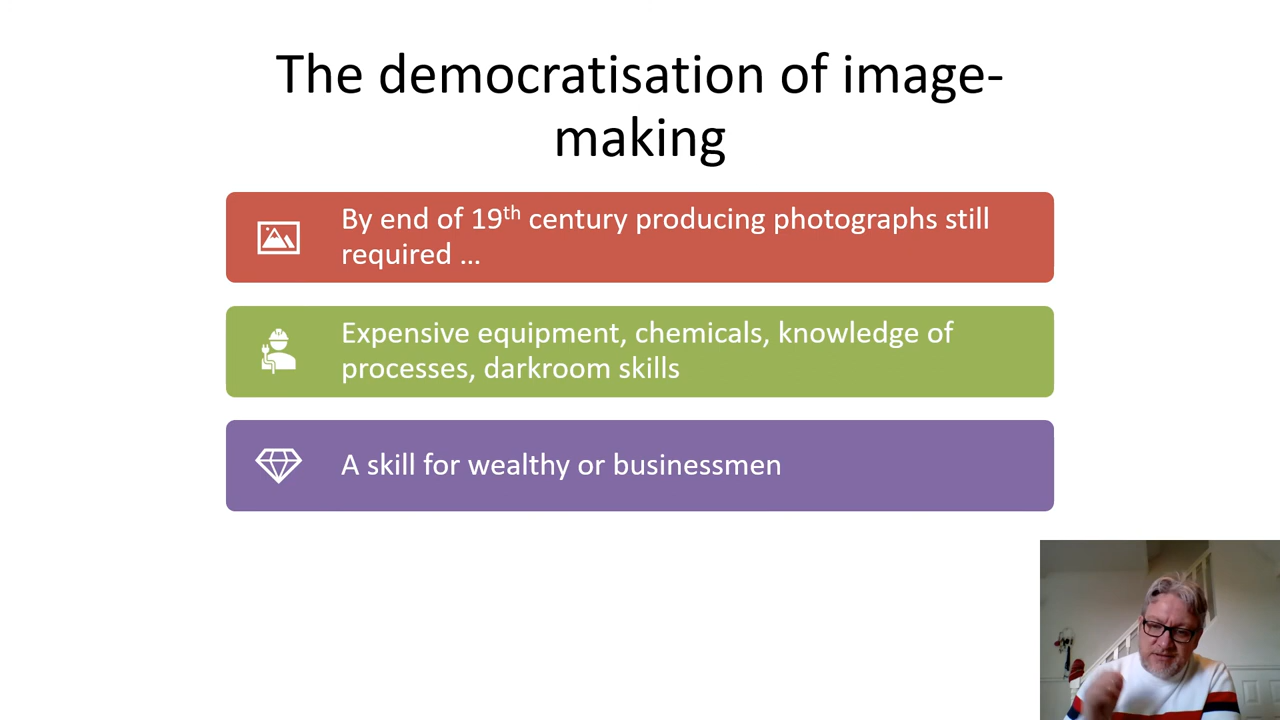 The democratisation of image-
making
By end of 19th century producing photographs still
required ...
Expensive equipment, chemicals, knowledge of
processes, darkroom skills
A skill for wealthy or businessmen